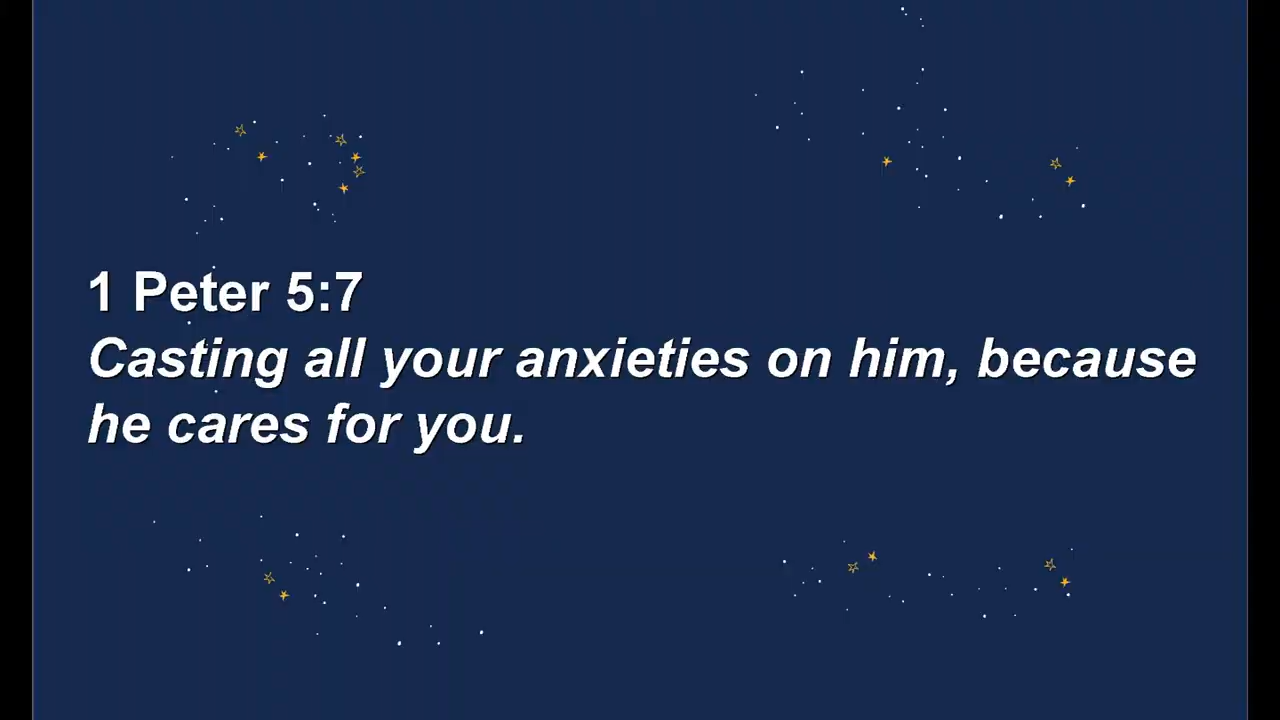 1 Peter 5:7
Casting all your anxieties on him, because
he cares for you.